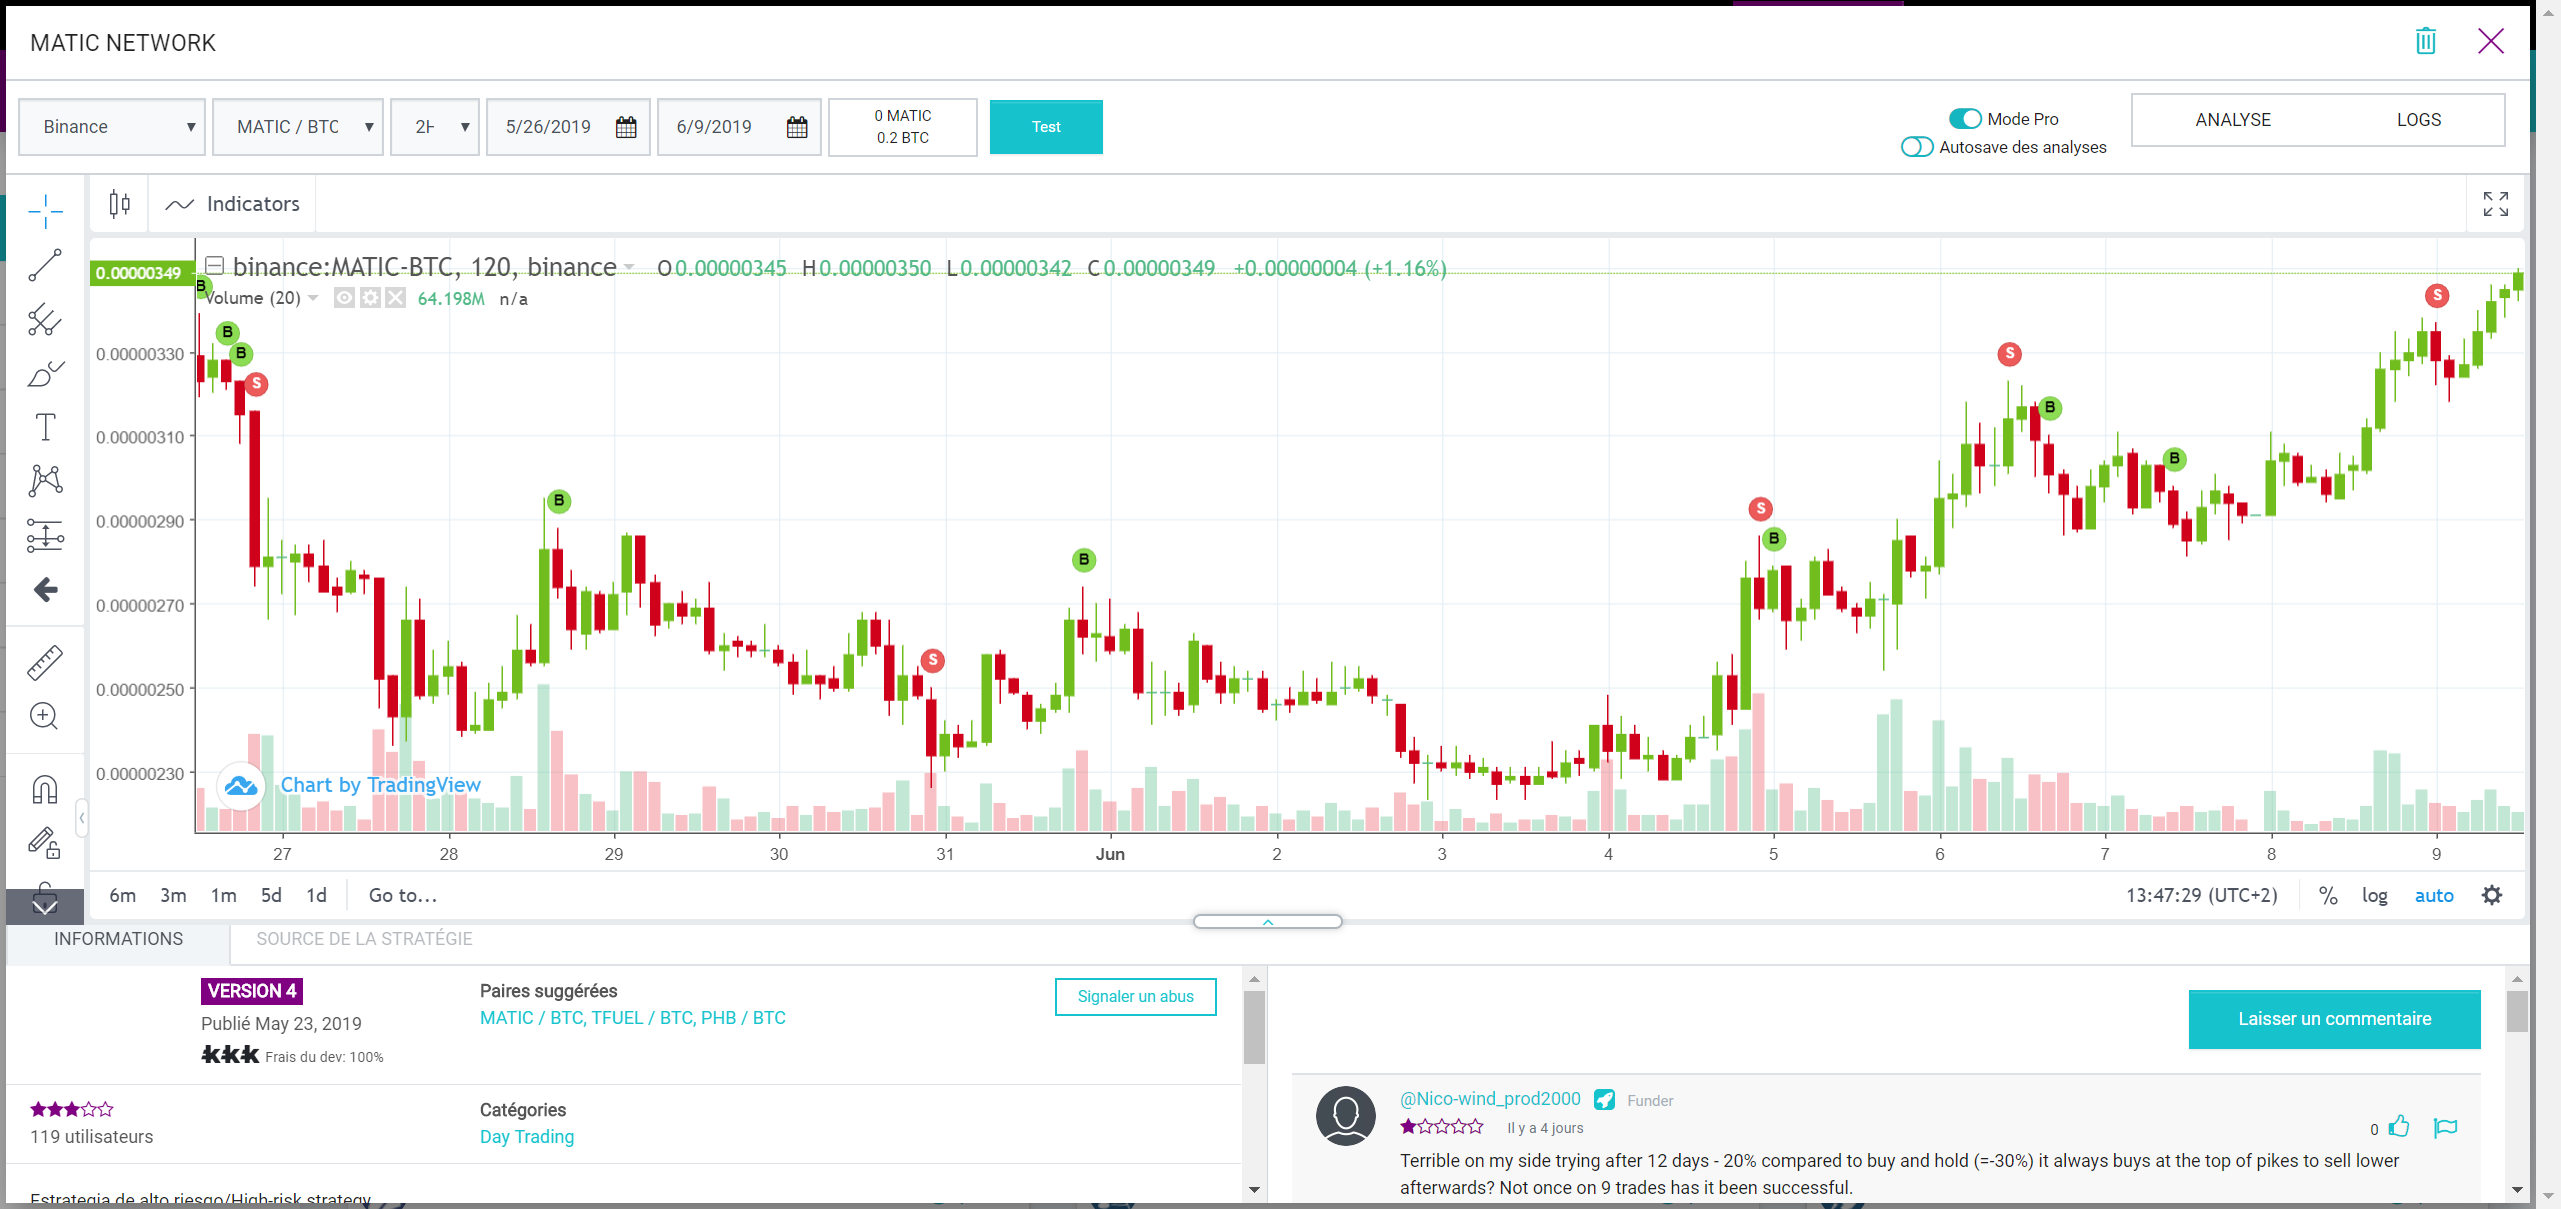 MATIC NETWORK
Binance
MATIC / BTC
2H
5/26/2019
6/9/2019
0 MATIC
0.2 BTC
Test
Mode Pro
Autosave des analyses
ANALYSE
LOGS
Indicators
binance:MATIC-BTC, 120, binance O0.00000345 H0.00000350 L0.00000342 C0.00000349 +0.00000004 (+1.16%)
Volume (20) 64.198M n/a
0.00000349
0.00000330
0.00000310
0.00000290
0.00000270
0.00000250
0.00000230
B
B
B
S
B
S
B
S
B
S
B
B
S
Chart by TradingView
27 28 29 30 31 Jun 2 3 4 5 6 7 8 9
6m 3m 1m 5d 1d Go to...
13:47:29 (UTC+2) % log auto
INFORMATIONS
SOURCE DE LA STRATÉGIE
VERSION 4
Publié May 23, 2019
Frais du dev: 100%
Paires suggérées
MATIC / BTC, TFUEL / BTC, PHB / BTC
Signaler un abus
119 utilisateurs
Catégories
Day Trading
Estrategia de alto riesgo/High-risk strategy
Laisser un commentaire
@Nico-wind_prod2000 Funder
Il y a 4 jours
0
Terrible on my side trying after 12 days - 20% compared to buy and hold (=-30%) it always buys at the top of pikes to sell lower
afterwards? Not once on 9 trades has it been successful.